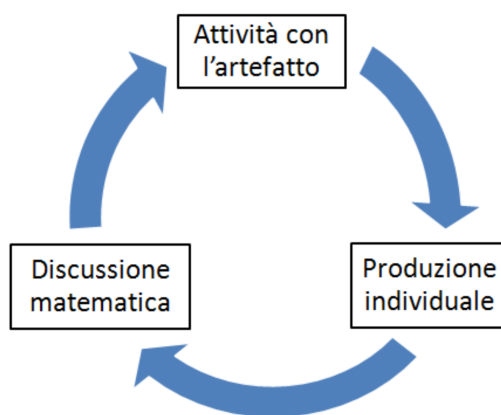 Attività con
l'artefatto
Produzione
individuale
Discussione
matematica